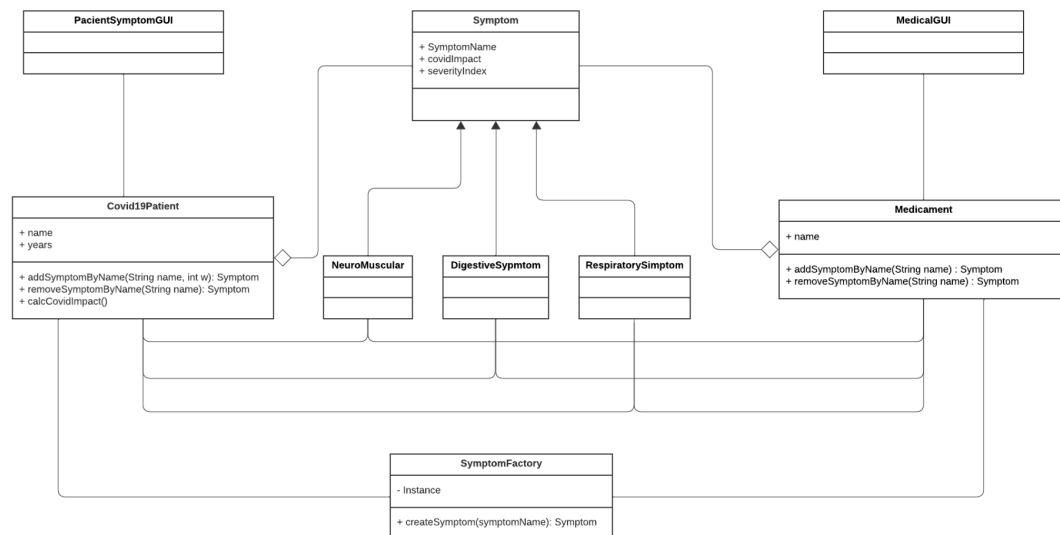 PacientSymptomGUI
Symptom
+ SymptomName
+ covidImpact
+ severityIndex
MedicalGUI
Covid19Patient
+ name
+ years
+ addSymptomByName(String name, int w): Symptom
+ removeSymptomByName(String name): Symptom
+ calcCovidImpact()
NeuroMuscular
DigestiveSypmtom
RespiratorySimptom
Medicament
+ name
+ addSymptomByName(String name) : Symptom
+ removeSymptomByName(String name) : Symptom
SymptomFactory
- Instance
+ createSymptom(symptomName): Symptom